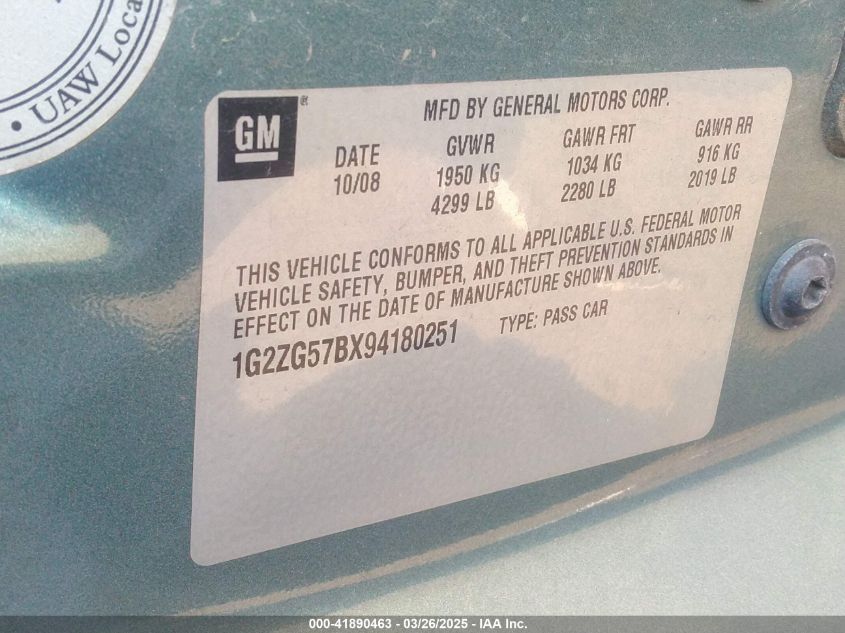 UAW Loca
GM
®
MFD BY GENERAL MOTORS CORP.
DATE GVWR GAWR FRT GAWR RR
10/08 1950 KG 1034 KG 916 KG
4299 LB 2280 LB 2019 LB
THIS VEHICLE CONFORMS TO ALL APPLICABLE U.S. FEDERAL MOTOR
VEHICLE SAFETY, BUMPER, AND THEFT PREVENTION STANDARDS IN
EFFECT ON THE DATE OF MANUFACTURE SHOWN ABOVE.
1G2ZG57BX94180251 TYPE: PASS CAR
000-41890463 - 03/26/2025 - IAA Inc.